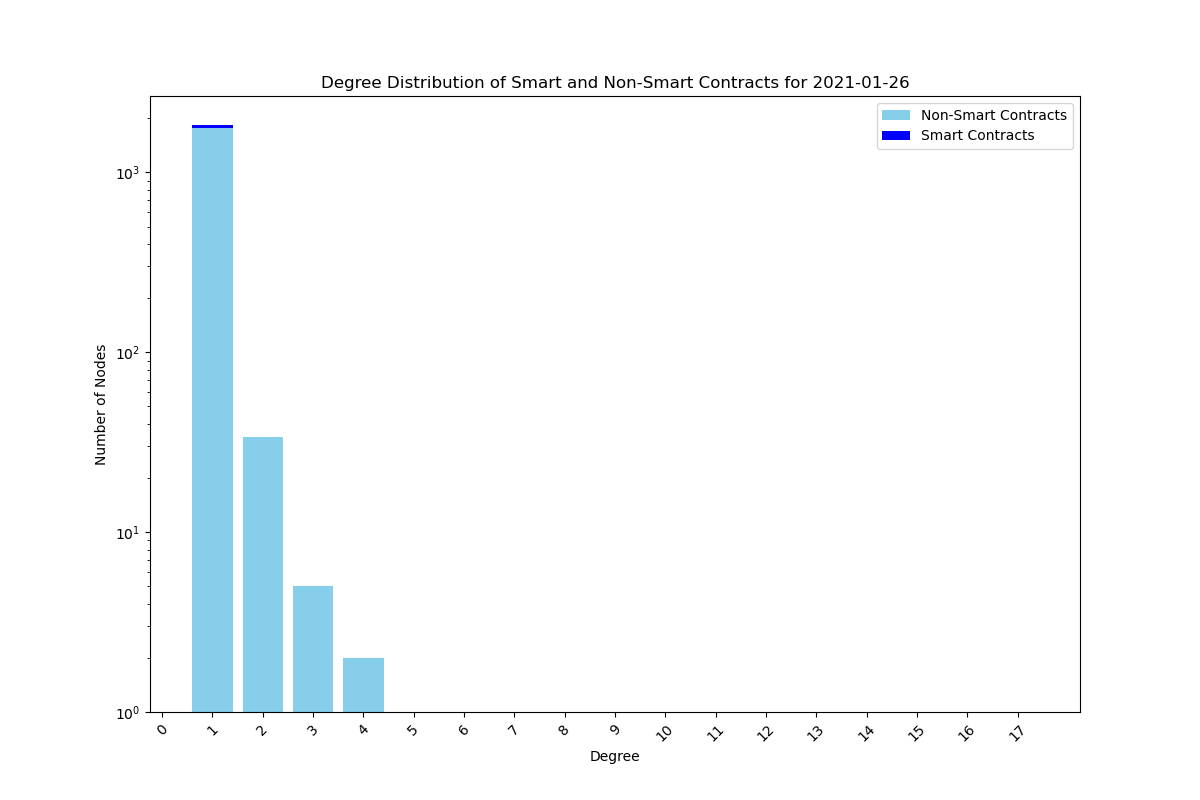 Degree Distribution of Smart and Non-Smart Contracts for 2021-01-26
Non-Smart Contracts
Smart Contracts
Number of Nodes
10³
10²
10¹
10⁰
0 1 2 3 4 5 6 7 8 9 10 11 12 13 14 15 16 17
Degree